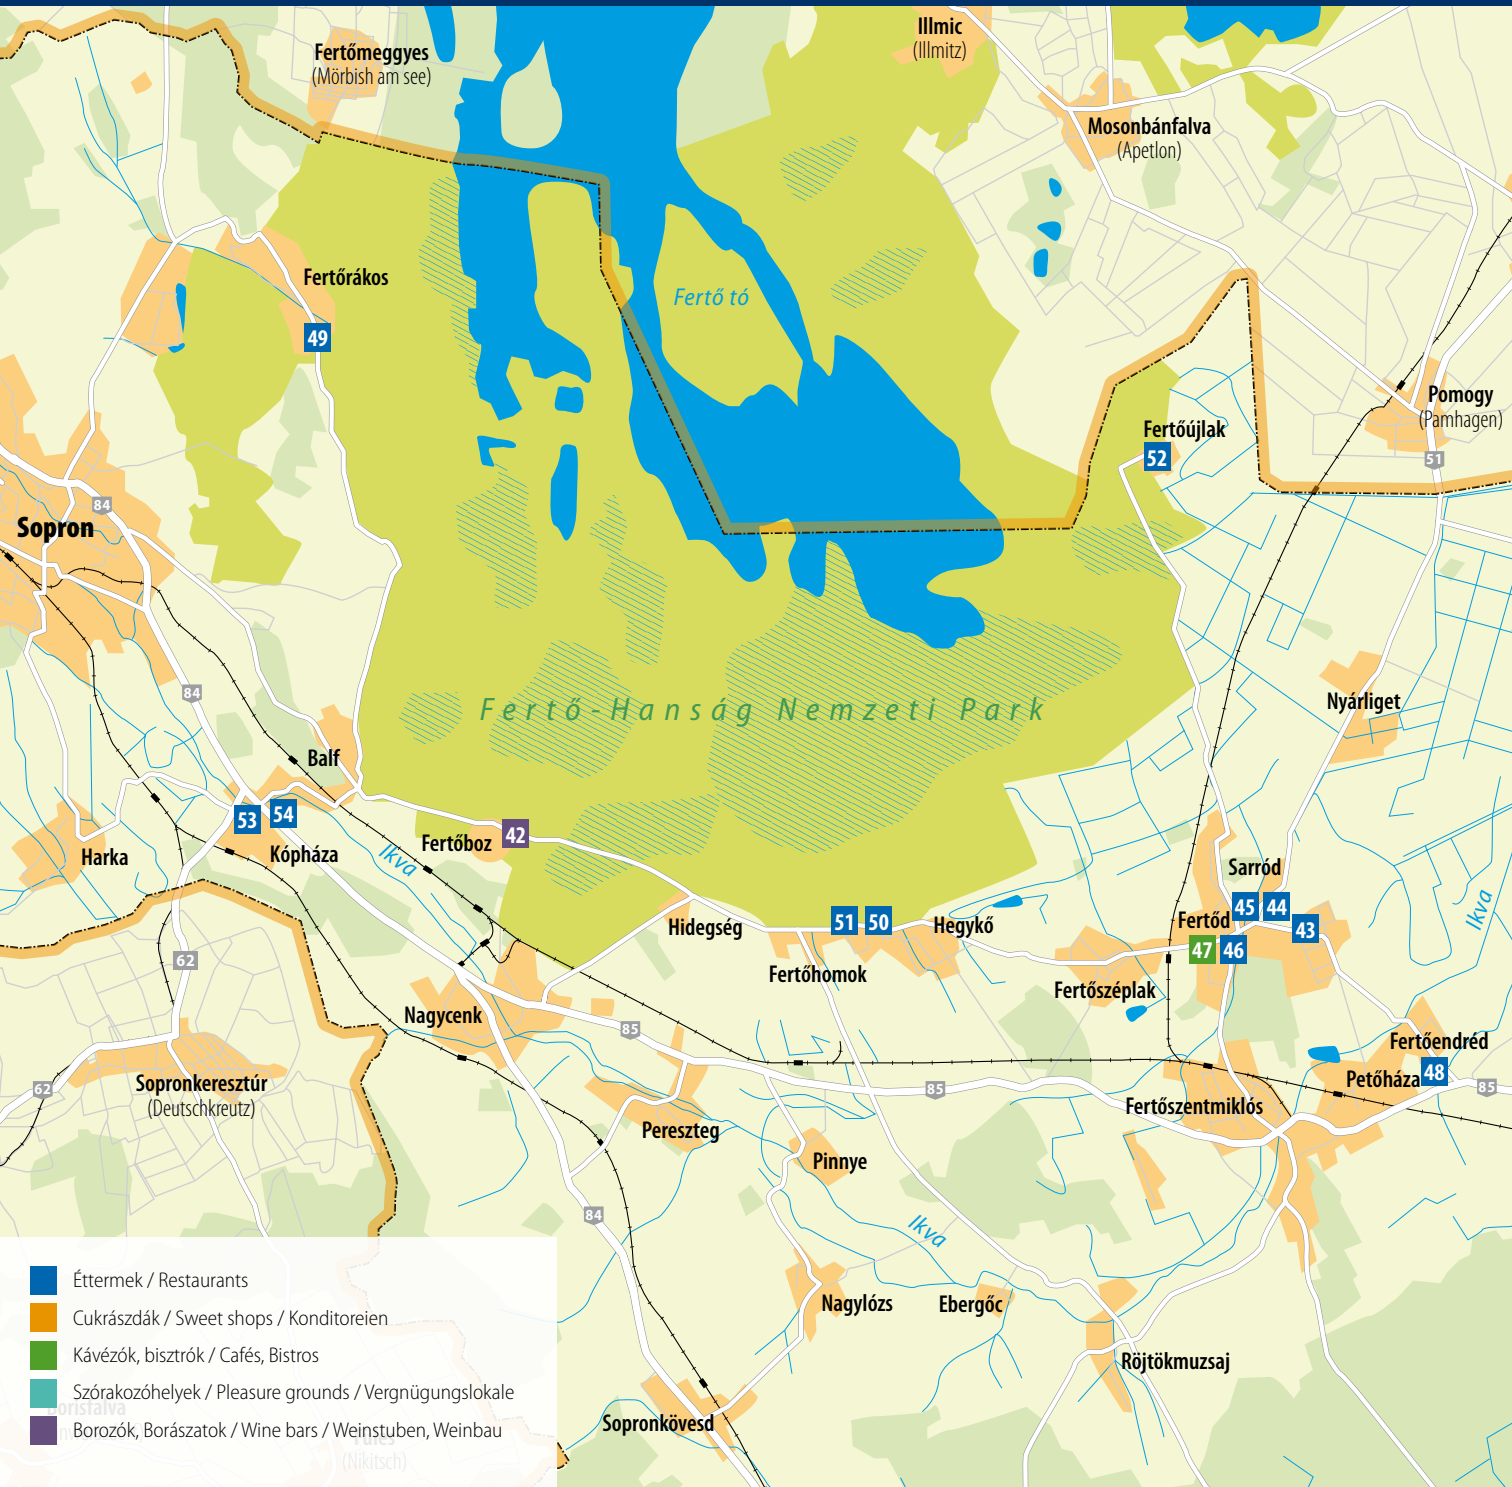 Illmic
(Illmitz)
Fertőmeggyes
(Mörbish am see)
Mosonbánfalva
(Apetlon)
Fertőrákos
Fertő tó
49
Pomogy
(Pamhagen)
Fertőújlak
52
51
84
Sopron
84
Nyárliget
Fertő-Hanság Nemzeti Park
Balf
53
54
Kópháza
Harka
Ikva
Fertőboz
42
Sarród
45
44
43
Fertőd
47
46
Ikva
Hidegség
51
50
Hegykő
Fertőhomok
Fertőszéplak
62
Nagycenk
85
Fertőendréd
Petőháza
48
85
62
Sopronkeresztúr
(Deutschkreutz)
85
Fertőszentmiklós
Pereszteg
Pinnye
84
Ikva
Nagylózs
Ebergőc
Röjtökmuzsaj
Sopronkövesd
Éttermek / Restaurants
Cukrászdák / Sweet shops / Konditoreien
Kávézók, bisztrók / Cafés, Bistros
Szórakozóhelyek / Pleasure grounds / Vergnügungslokale
Borisfalva
Borozók, Borászatok / Wine bars / Weinstuben, Weinbau
(Nikitsch)